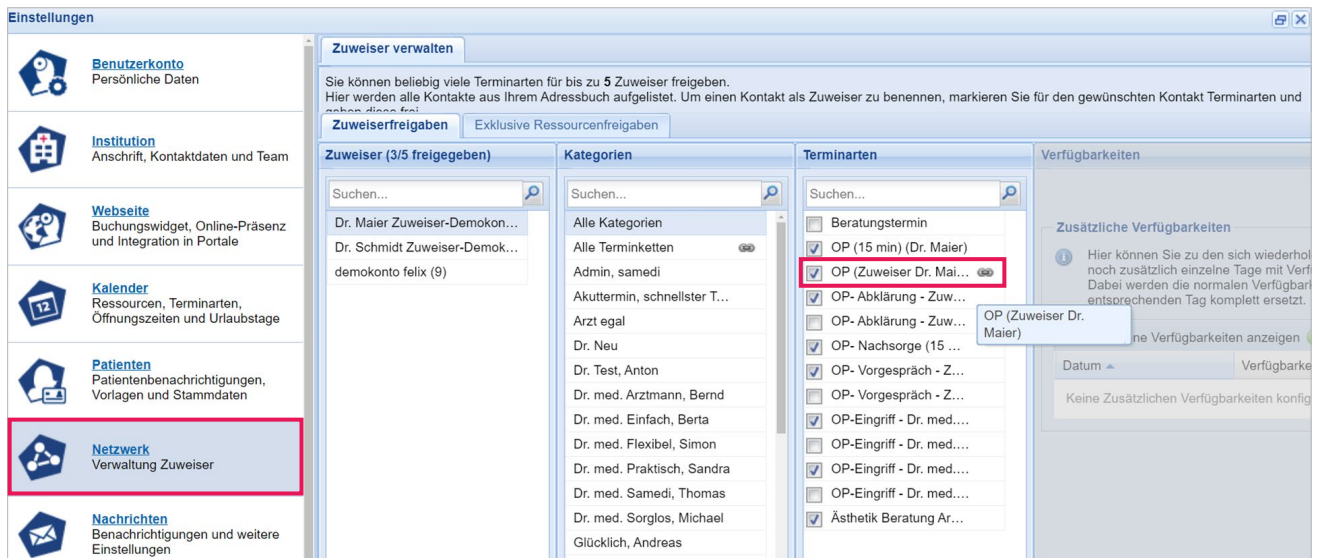 Einstellungen
Benutzerkonto
Persönliche Daten
Institution
Anschrift, Kontaktdaten und Team
Webseite
Buchungswidget, Online-Präsenz
und Integration in Portale
Kalender
Ressourcen, Terminarten,
Öffnungszeiten und Urlaubstage
Patienten
Patientenbenachrichtigungen,
Vorlagen und Stammdaten
Netzwerk
Verwaltung Zuweiser
Nachrichten
Benachrichtigungen und weitere
Einstellungen
Zuweiser verwalten
Sie können beliebig viele Terminarten für bis zu 5 Zuweiser freigeben.
Hier werden alle Kontakte aus Ihrem Adressbuch aufgelistet. Um einen Kontakt als Zuweiser zu benennen, markieren Sie für den gewünschten Kontakt Terminarten und
geben diese frei
Zuweiserfreigaben
Exklusive Ressourcenfreigaben
Zuweiser (3/5 freigegeben)
Suchen...
Dr. Maier Zuweiser-Demokon...
Dr. Schmidt Zuweiser-Demok...
demokonto felix (9)
Kategorien
Suchen...
Alle Kategorien
Alle Terminketten
Admin, samedi
Akuttermin, schnellster T...
Arzt egal
Dr. Neu
Dr. Test, Anton
Dr. med. Arztmann, Bernd
Dr. med. Einfach, Berta
Dr. med. Flexibel, Simon
Dr. med. Praktisch, Sandra
Dr. med. Samedi, Thomas
Dr. med. Sorglos, Michael
Glücklich, Andreas
Terminarten
Suchen...
Beratungstermin
OP (15 min) (Dr. Maier)
OP (Zuweiser Dr. Mai...
OP- Abklärung - Zuw...
OP- Abklärung - Zuw...
OP- Nachsorge (15 ...
OP- Vorgespräch - Z...
OP- Vorgespräch - Z...
OP-Eingriff - Dr. med....
OP-Eingriff - Dr. med....
OP-Eingriff - Dr. med....
OP-Eingriff - Dr. med....
Ästhetik Beratung Ar...
OP (Zuweiser Dr.
Maier)
Verfügbarkeiten
Zusätzliche Verfügbarkeiten
Hier können Sie zu den sich wiederhol
noch zusätzlich einzelne Tage mit Verf
Dabei werden die normalen Verfügbar
entsprechenden Tag komplett ersetzt.
ne Verfügbarkeiten anzeigen
Datum
Verfügbarke
Keine Zusätzlichen Verfügbarkeiten konfig
12